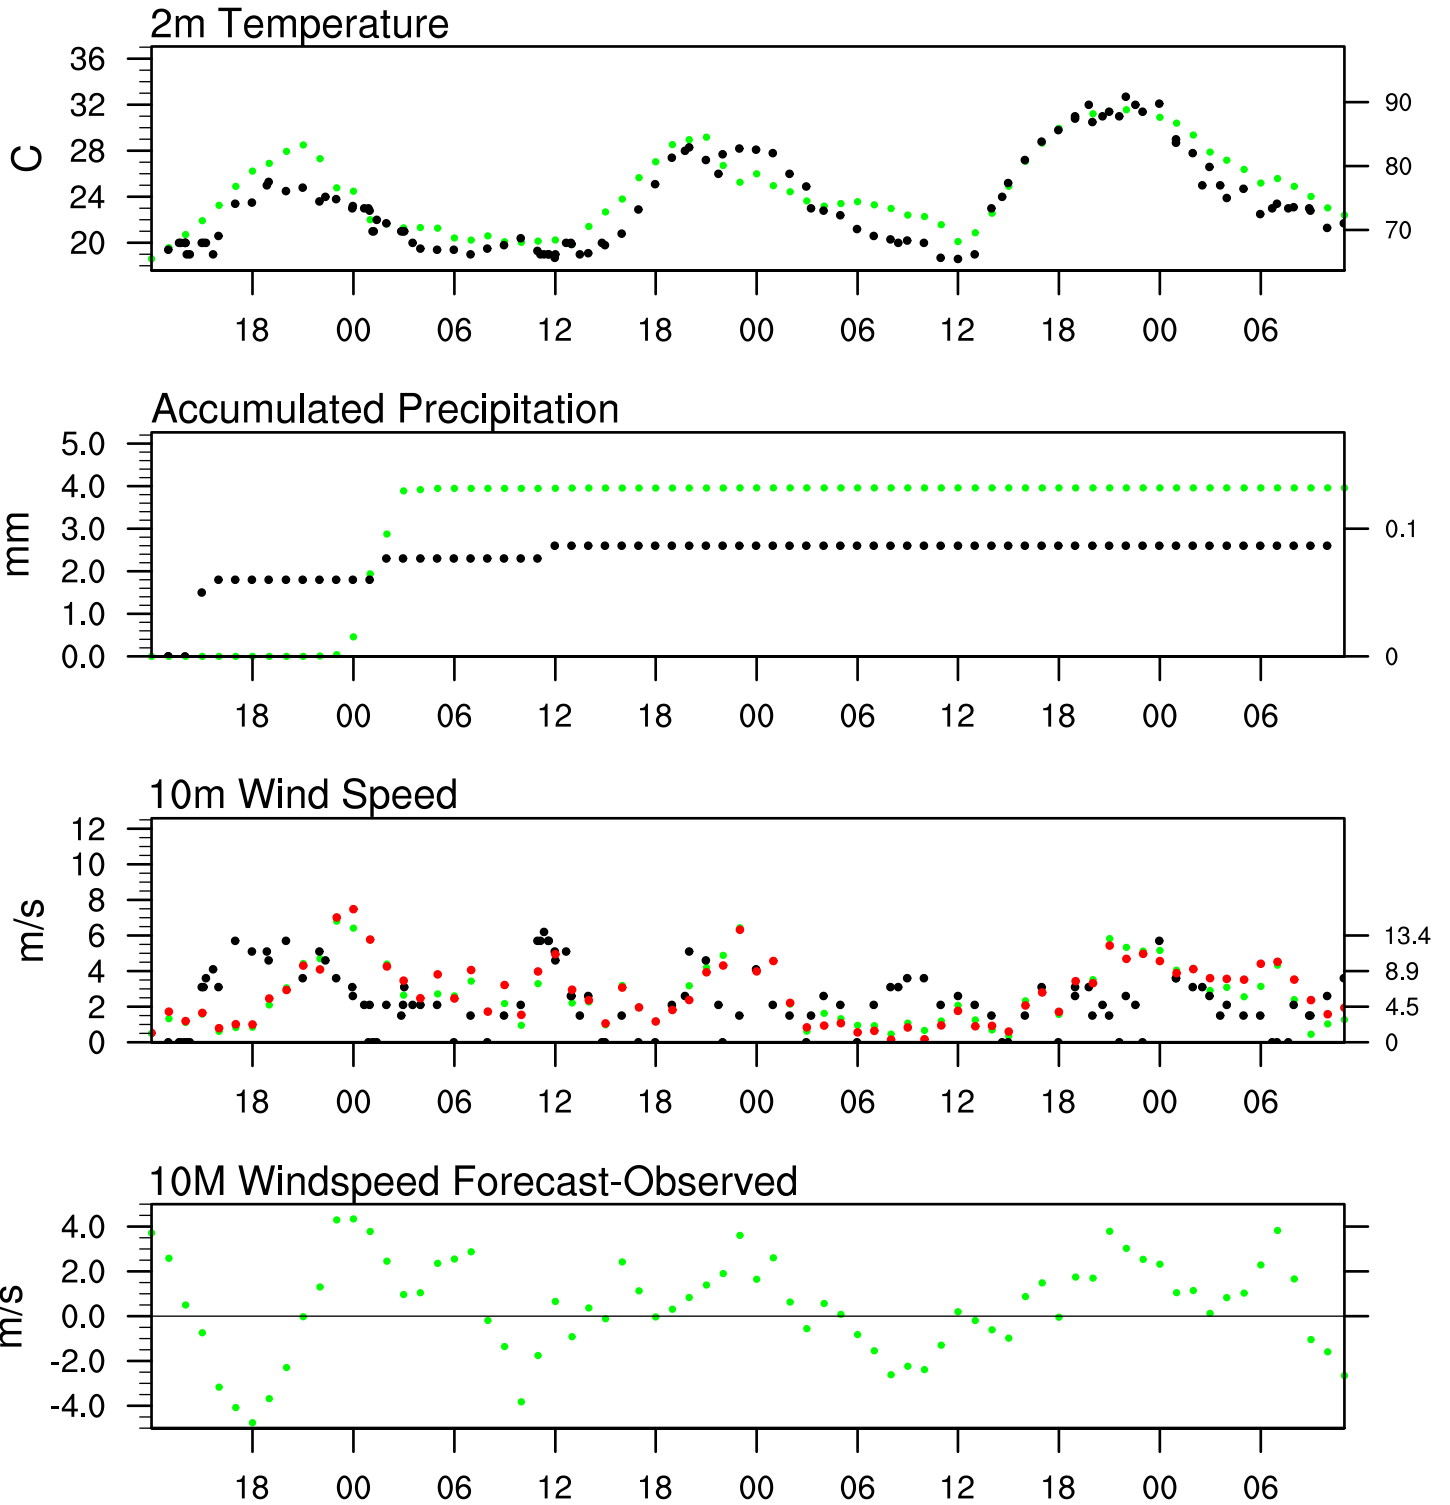 2m Temperature
36
32
28
24
20
C
90
80
70
18 00 06 12 18 00 06 12 18 00 06
Accumulated Precipitation
5.0
4.0
3.0
2.0
1.0
0.0
mm
0.1
0
18 00 06 12 18 00 06 12 18 00 06
10m Wind Speed
12
10
8
6
4
2
0
m/s
13.4
8.9
4.5
0
18 00 06 12 18 00 06 12 18 00 06
10M Windspeed Forecast-Observed
4.0
2.0
0.0
-2.0
-4.0
m/s
18 00 06 12 18 00 06 12 18 00 06